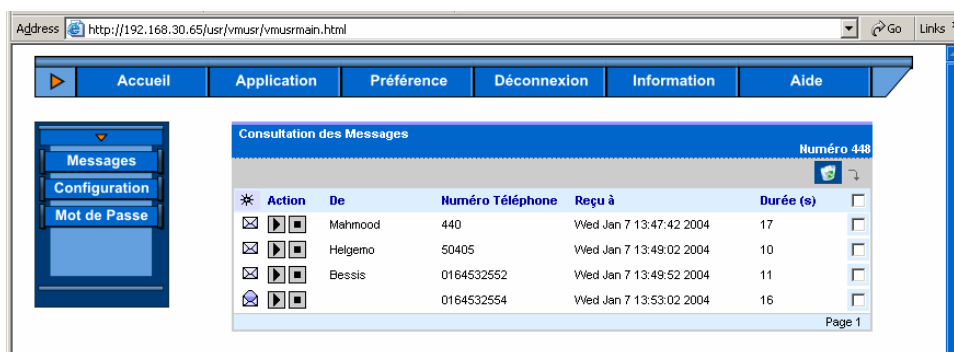 Address http://192.168.30.65/usr/vmusr/vmusrmain.html Go Links
Accueil Application Préférence Déconnexion Information Aide
Consultation des Messages
Numéro 448
Messages
Configuration
Mot de Passe
Action De Numéro Téléphone Reçu à Durée (s)
Mahmood 440 Wed Jan 7 13:47:42 2004 17
Helgemo 50405 Wed Jan 7 13:49:02 2004 10
Bessis 0164532552 Wed Jan 7 13:49:52 2004 11
0164532554 Wed Jan 7 13:53:02 2004 16
Page 1